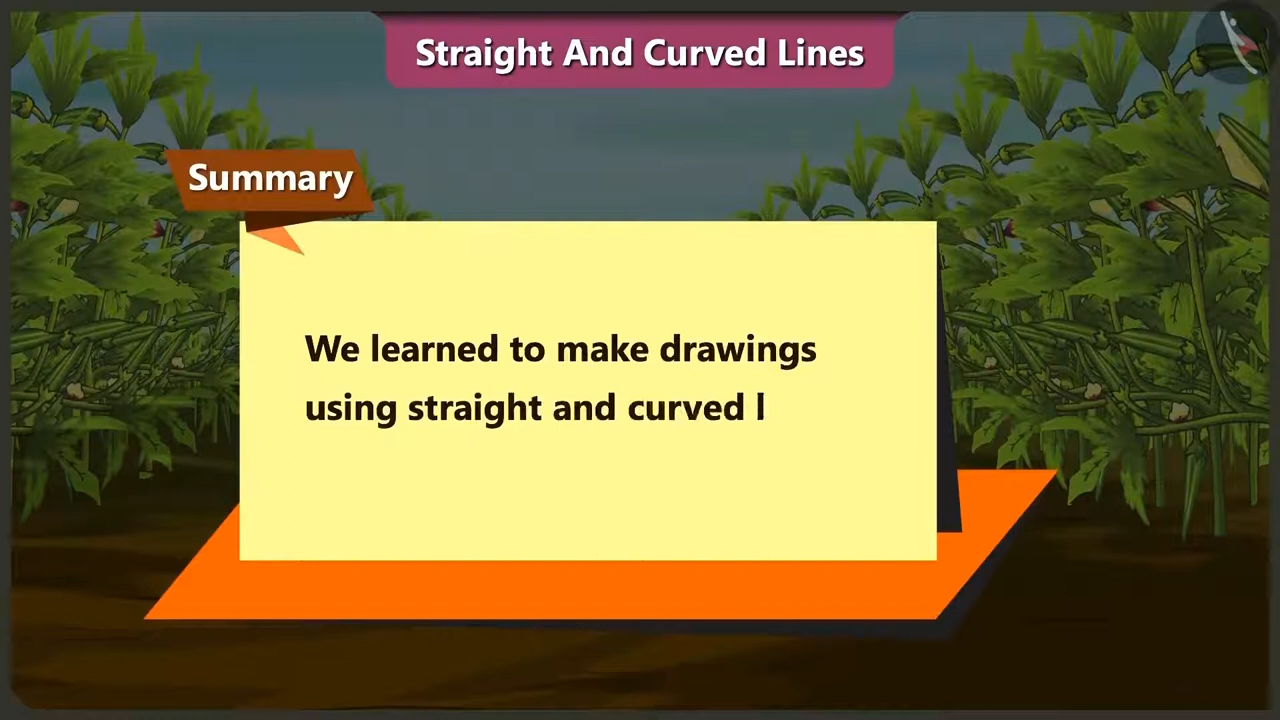 Straight And Curved Lines
Summary
We learned to make drawings
using straight and curved l